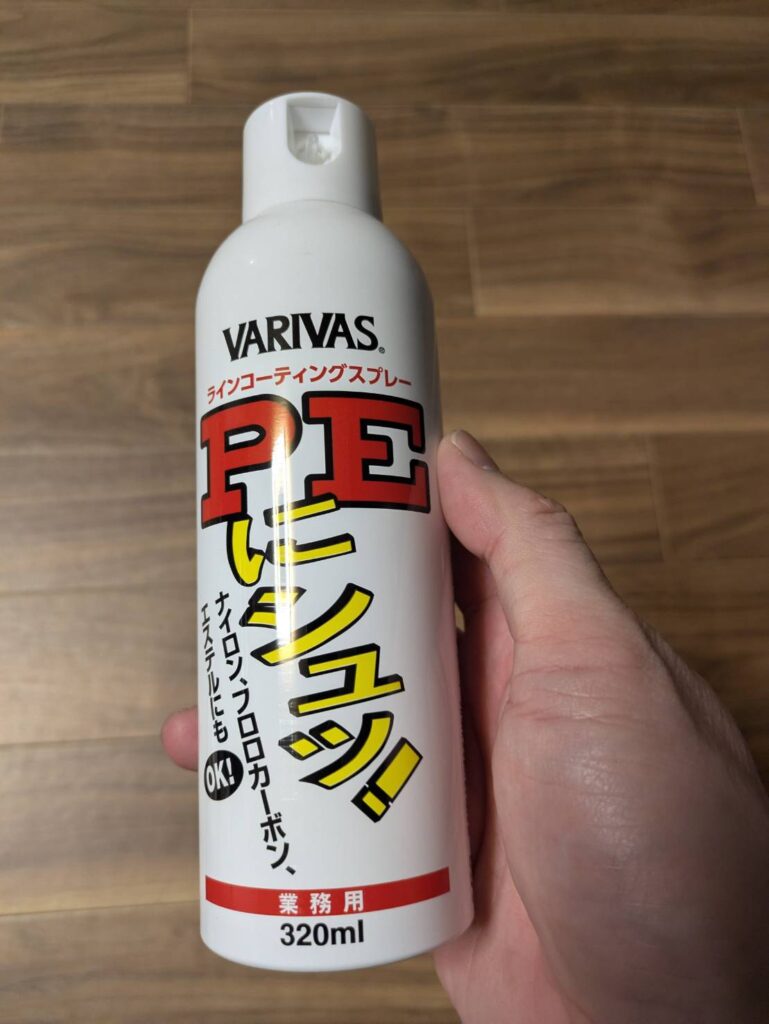 VARIVAS®
ラインコーティングスプレー
PE
にシュッ!
ナイロン、フロロカーボン、
エステルにも
OK!
業務用
320ml